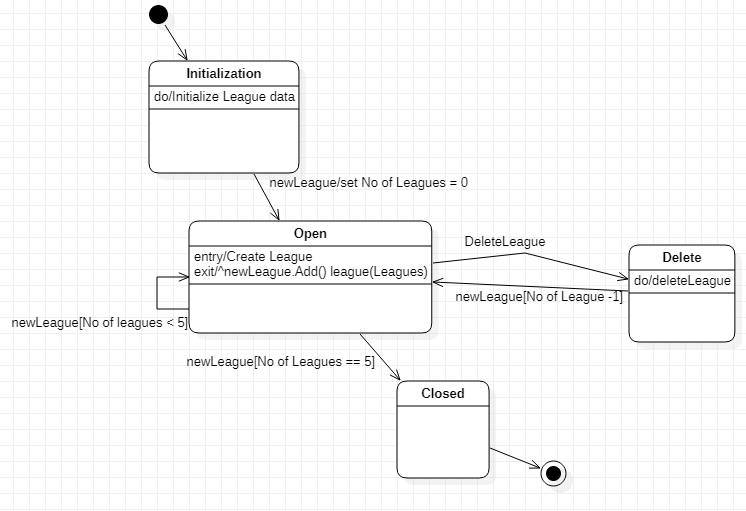 Initialization
do/Initialize League data
newLeague/set No of Leagues = 0
Open
entry/Create League
exit/^newLeague.Add() league(Leagues)
DeleteLeague
Delete
do/deleteLeague
newLeague[No of League -1]
newLeague[No of leagues < 5]
newLeague[No of Leagues == 5]
Closed